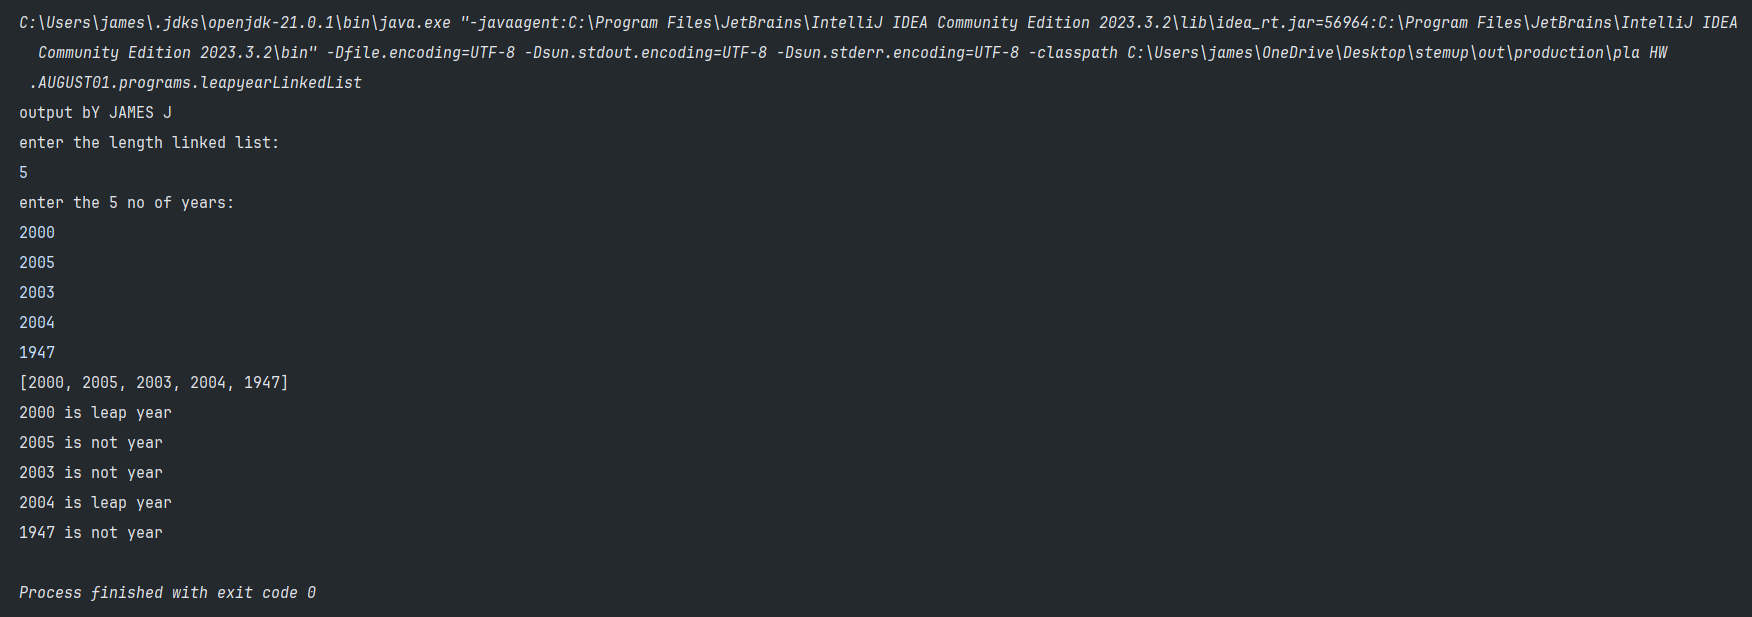 C:\Users\james\.jdks\openjdk-21.0.1\bin\java.exe "-javaagent:C:\Program Files\JetBrains\IntelliJ IDEA Community Edition 2023.3.2\lib\idea_rt.jar=56964:C:\Program Files\JetBrains\IntelliJ IDEA
Community Edition 2023.3.2\bin" -Dfile.encoding=UTF-8 -Dsun.stdout.encoding=UTF-8 -Dsun.stderr.encoding=UTF-8 -classpath C:\Users\james\OneDrive\Desktop\stemup\out\production\pla HW
.AUGUST01.programs.leapyearLinkedList
output bY JAMES J
enter the length linked list:
5
enter the 5 no of years:
2000
2005
2003
2004
1947
[2000, 2005, 2003, 2004, 1947]
2000 is leap year
2005 is not year
2003 is not year
2004 is leap year
1947 is not year
Process finished with exit code 0